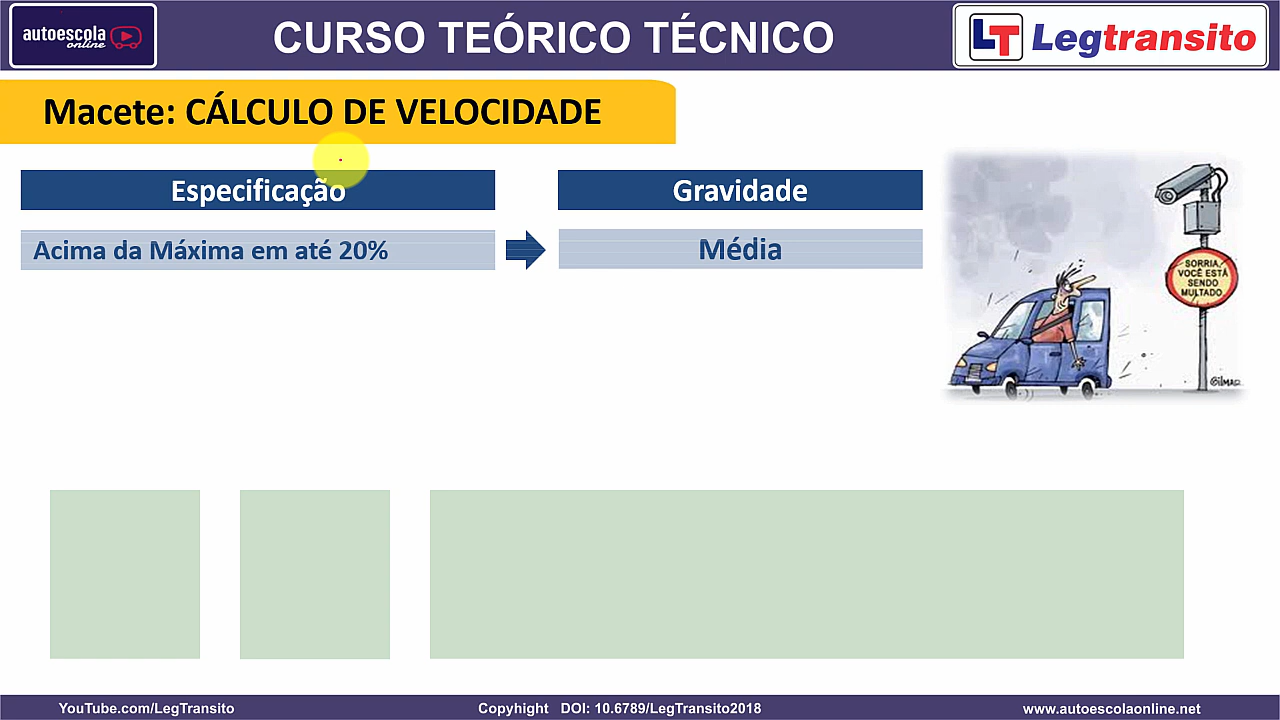 autoescola
online
CURSO TEÓRICO TÉCNICO
LT Legtransito
Macete: CÁLCULO DE VELOCIDADE
Especificação
Gravidade
Acima da Máxima em até 20%
Média
SORRIA,
VOCÊ ESTÁ
SENDO
MULTADO
©ilmar
YouTube.com/LegTransito
Copyhight DOI: 10.6789/LegTransito2018
www.autoescolaonline.net